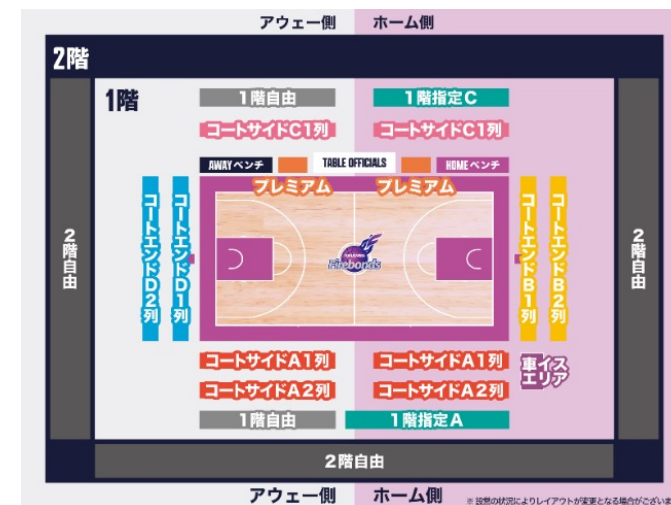 アウェー側 ホーム側
2階
1階
1階自由 1階指定C
コートサイドC1列 コートサイドC1列
AWAYベンチ TABLE OFFICIALS HOMEベンチ
プレミアム プレミアム
2階自由
コートエンドD2列
コートエンドD1列
Firebonds
コートエンドB1列
コートエンドB2列
2階自由
コートサイドA1列 コートサイドA1列
コートサイドA2列 コートサイドA2列
車イス
エリア
1階自由 1階指定A
2階自由
アウェー側 ホーム側
※ 設営の状況によりレイアウトが変更となる場合がござい